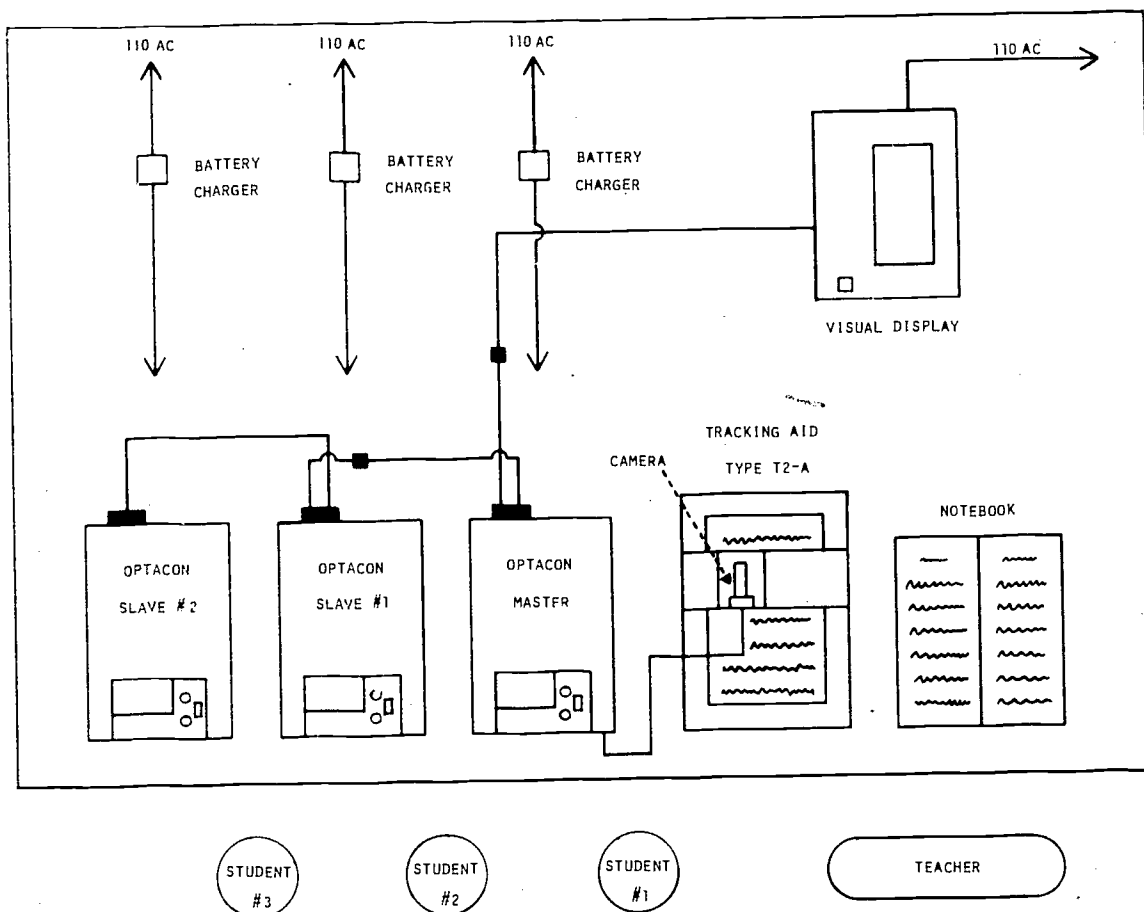 110 AC
110 AC
110 AC
110 AC
BATTERY
CHARGER
BATTERY
CHARGER
BATTERY
CHARGER
VISUAL DISPLAY
TRACKING AID
TYPE T2-A
CAMERA
NOTEBOOK
OPTACON
SLAVE #2
OPTACON
SLAVE #1
OPTACON
MASTER
STUDENT
#3
STUDENT
#2
STUDENT
#1
TEACHER